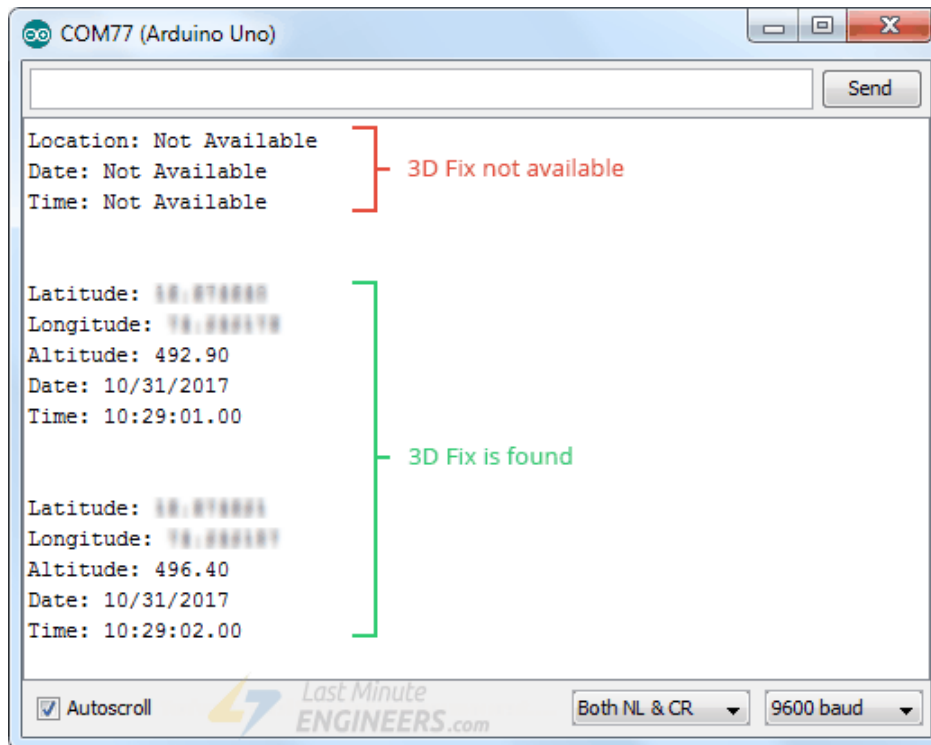 COM77 (Arduino Uno)
Send
Location: Not Available
Date: Not Available
Time: Not Available
3D Fix not available
Latitude:
Longitude:
Altitude: 492.90
Date: 10/31/2017
Time: 10:29:01.00
3D Fix is found
Latitude:
Longitude:
Altitude: 496.40
Date: 10/31/2017
Time: 10:29:02.00
Autoscroll
Last Minute
ENGINEERS.com
Both NL & CR
9600 baud